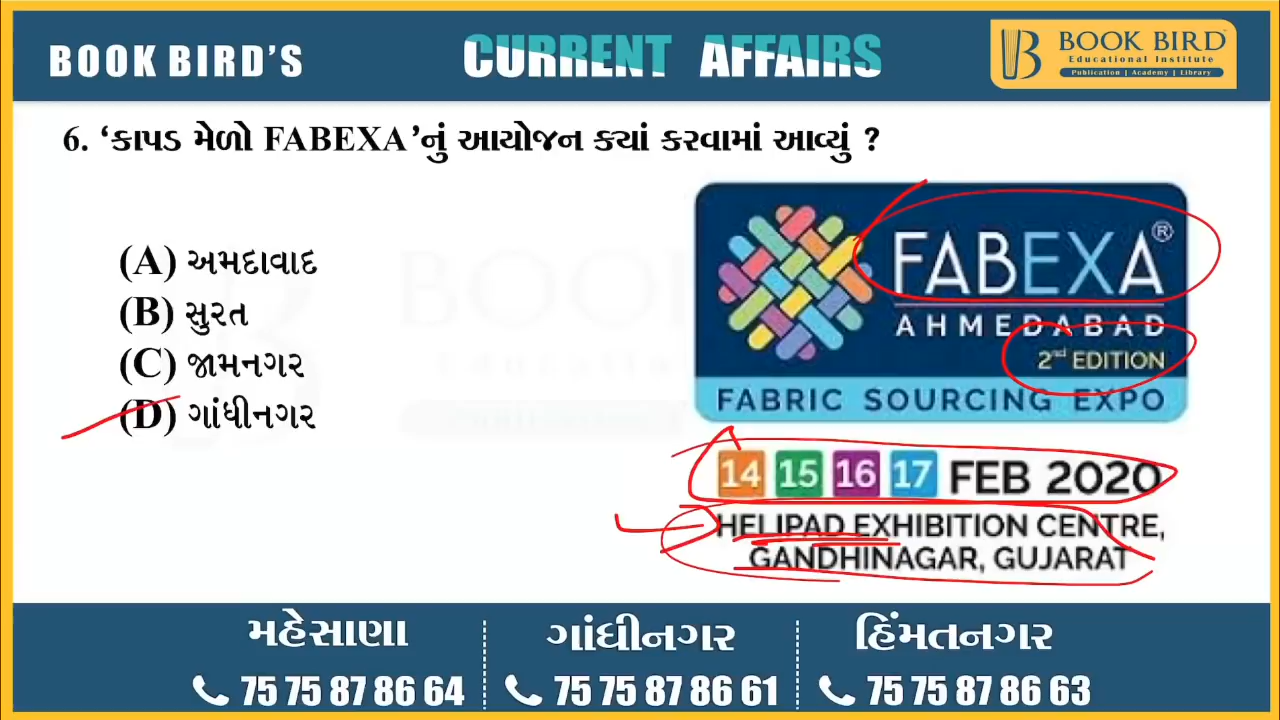 BOOK BIRD'S
CURRENT AFFAIRS
BOOK BIRD
Educational Institute
Publication | Academy | Library
6. 'કાપડ મેળો FABEXA'નું આયોજન ક્યાં કરવામાં આવ્યું ?
(A) અમદાવાદ
(B) સુરત
(C) જામનગર
(D) ગાંધીનગર
FABEXA®
AHMEDABAD
2nd EDITION
FABRIC SOURCING EXPO
14 15 16 17 FEB 2020
HELIPAD EXHIBITION CENTRE,
GANDHINAGAR, GUJARAT
મહેસાણા
75 75 87 86 64
ગાંધીનગર
75 75 87 86 61
હિંમતનગર
75 75 87 86 63